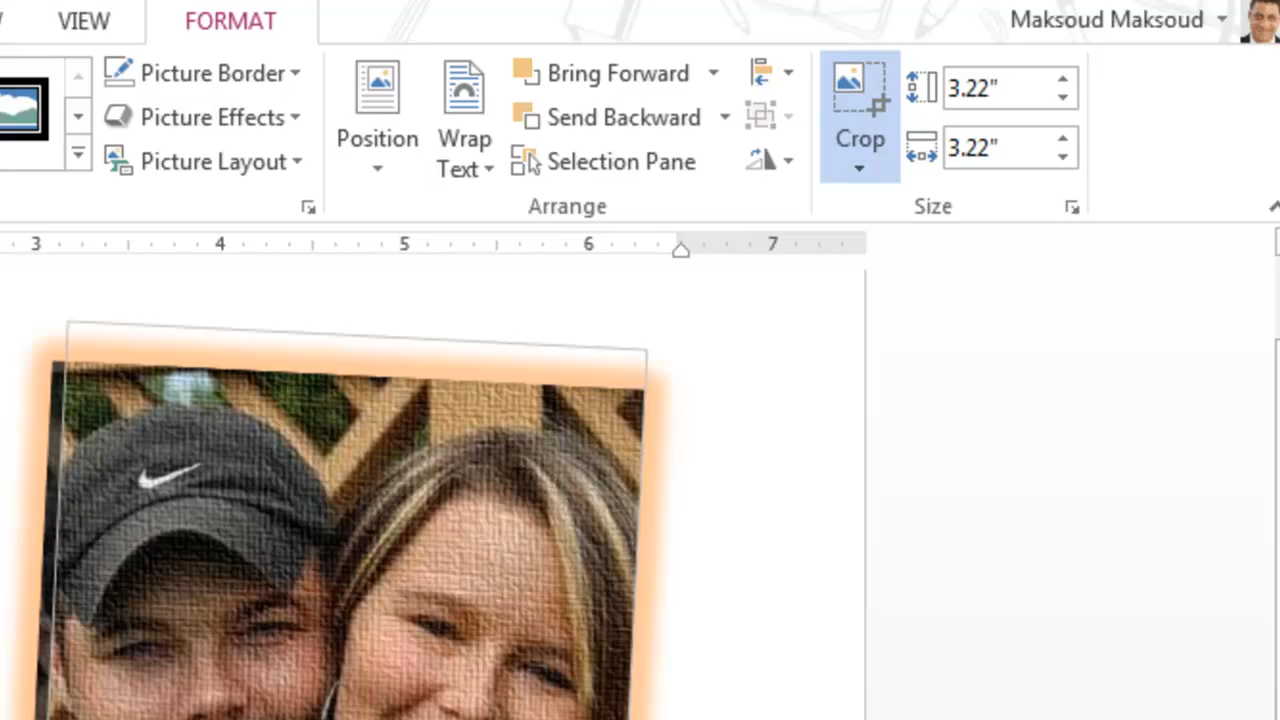 VIEW
FORMAT
Maksoud Maksoud
Picture Border
Picture Effects
Picture Layout
Position
Wrap
Text
Bring Forward
Send Backward
Selection Pane
Arrange
Crop
3.22"
3.22"
Size
3 4 5 6 7